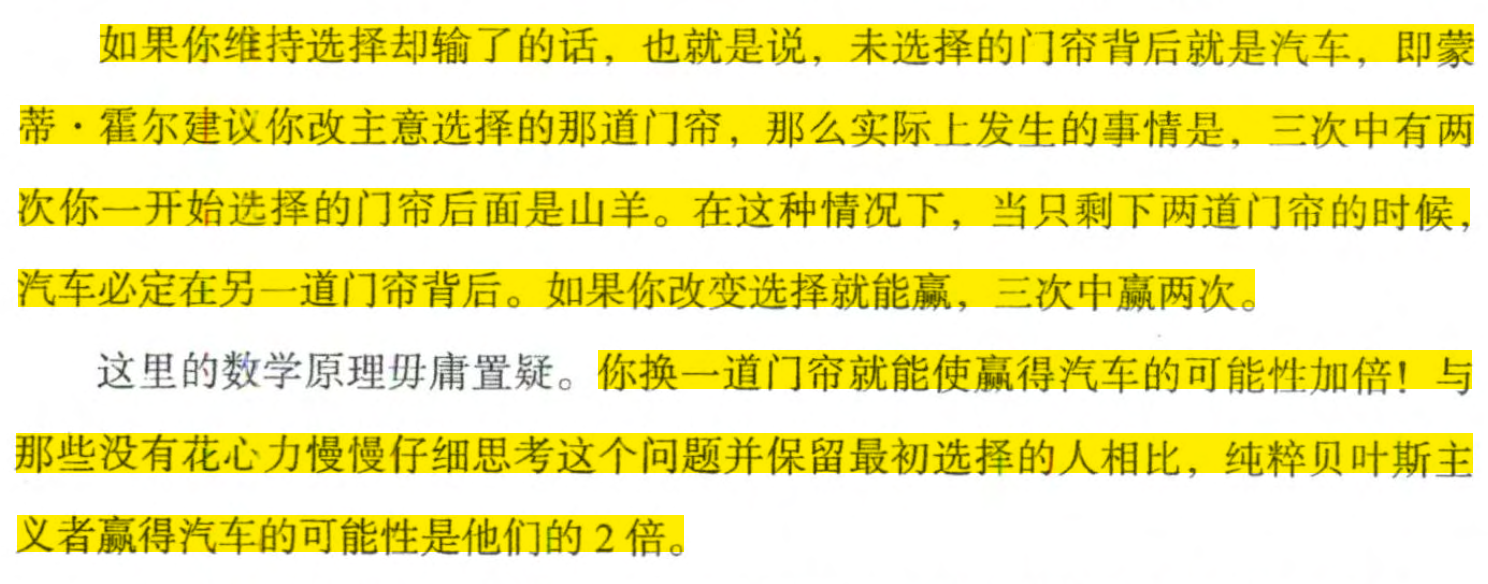 如果你维持选择却输了的话，也就是说，未选择的门帘背后就是汽车，即蒙
蒂·霍尔建议你改主意选择的那道门帘，那么实际上发生的事情是，三次中有两
次你一开始选择的门帘后面是山羊。在这种情况下，当只剩下两道门帘的时候，
汽车必定在另一道门帘背后。如果你改变选择就能赢，三次中赢两次。
这里的数学原理毋庸置疑。你换一道门帘就能使赢得汽车的可能性加倍！与
那些没有花心力慢慢仔细思考这个问题并保留最初选择的人相比，纯粹贝叶斯主
义者赢得汽车的可能性是他们的 2 倍。